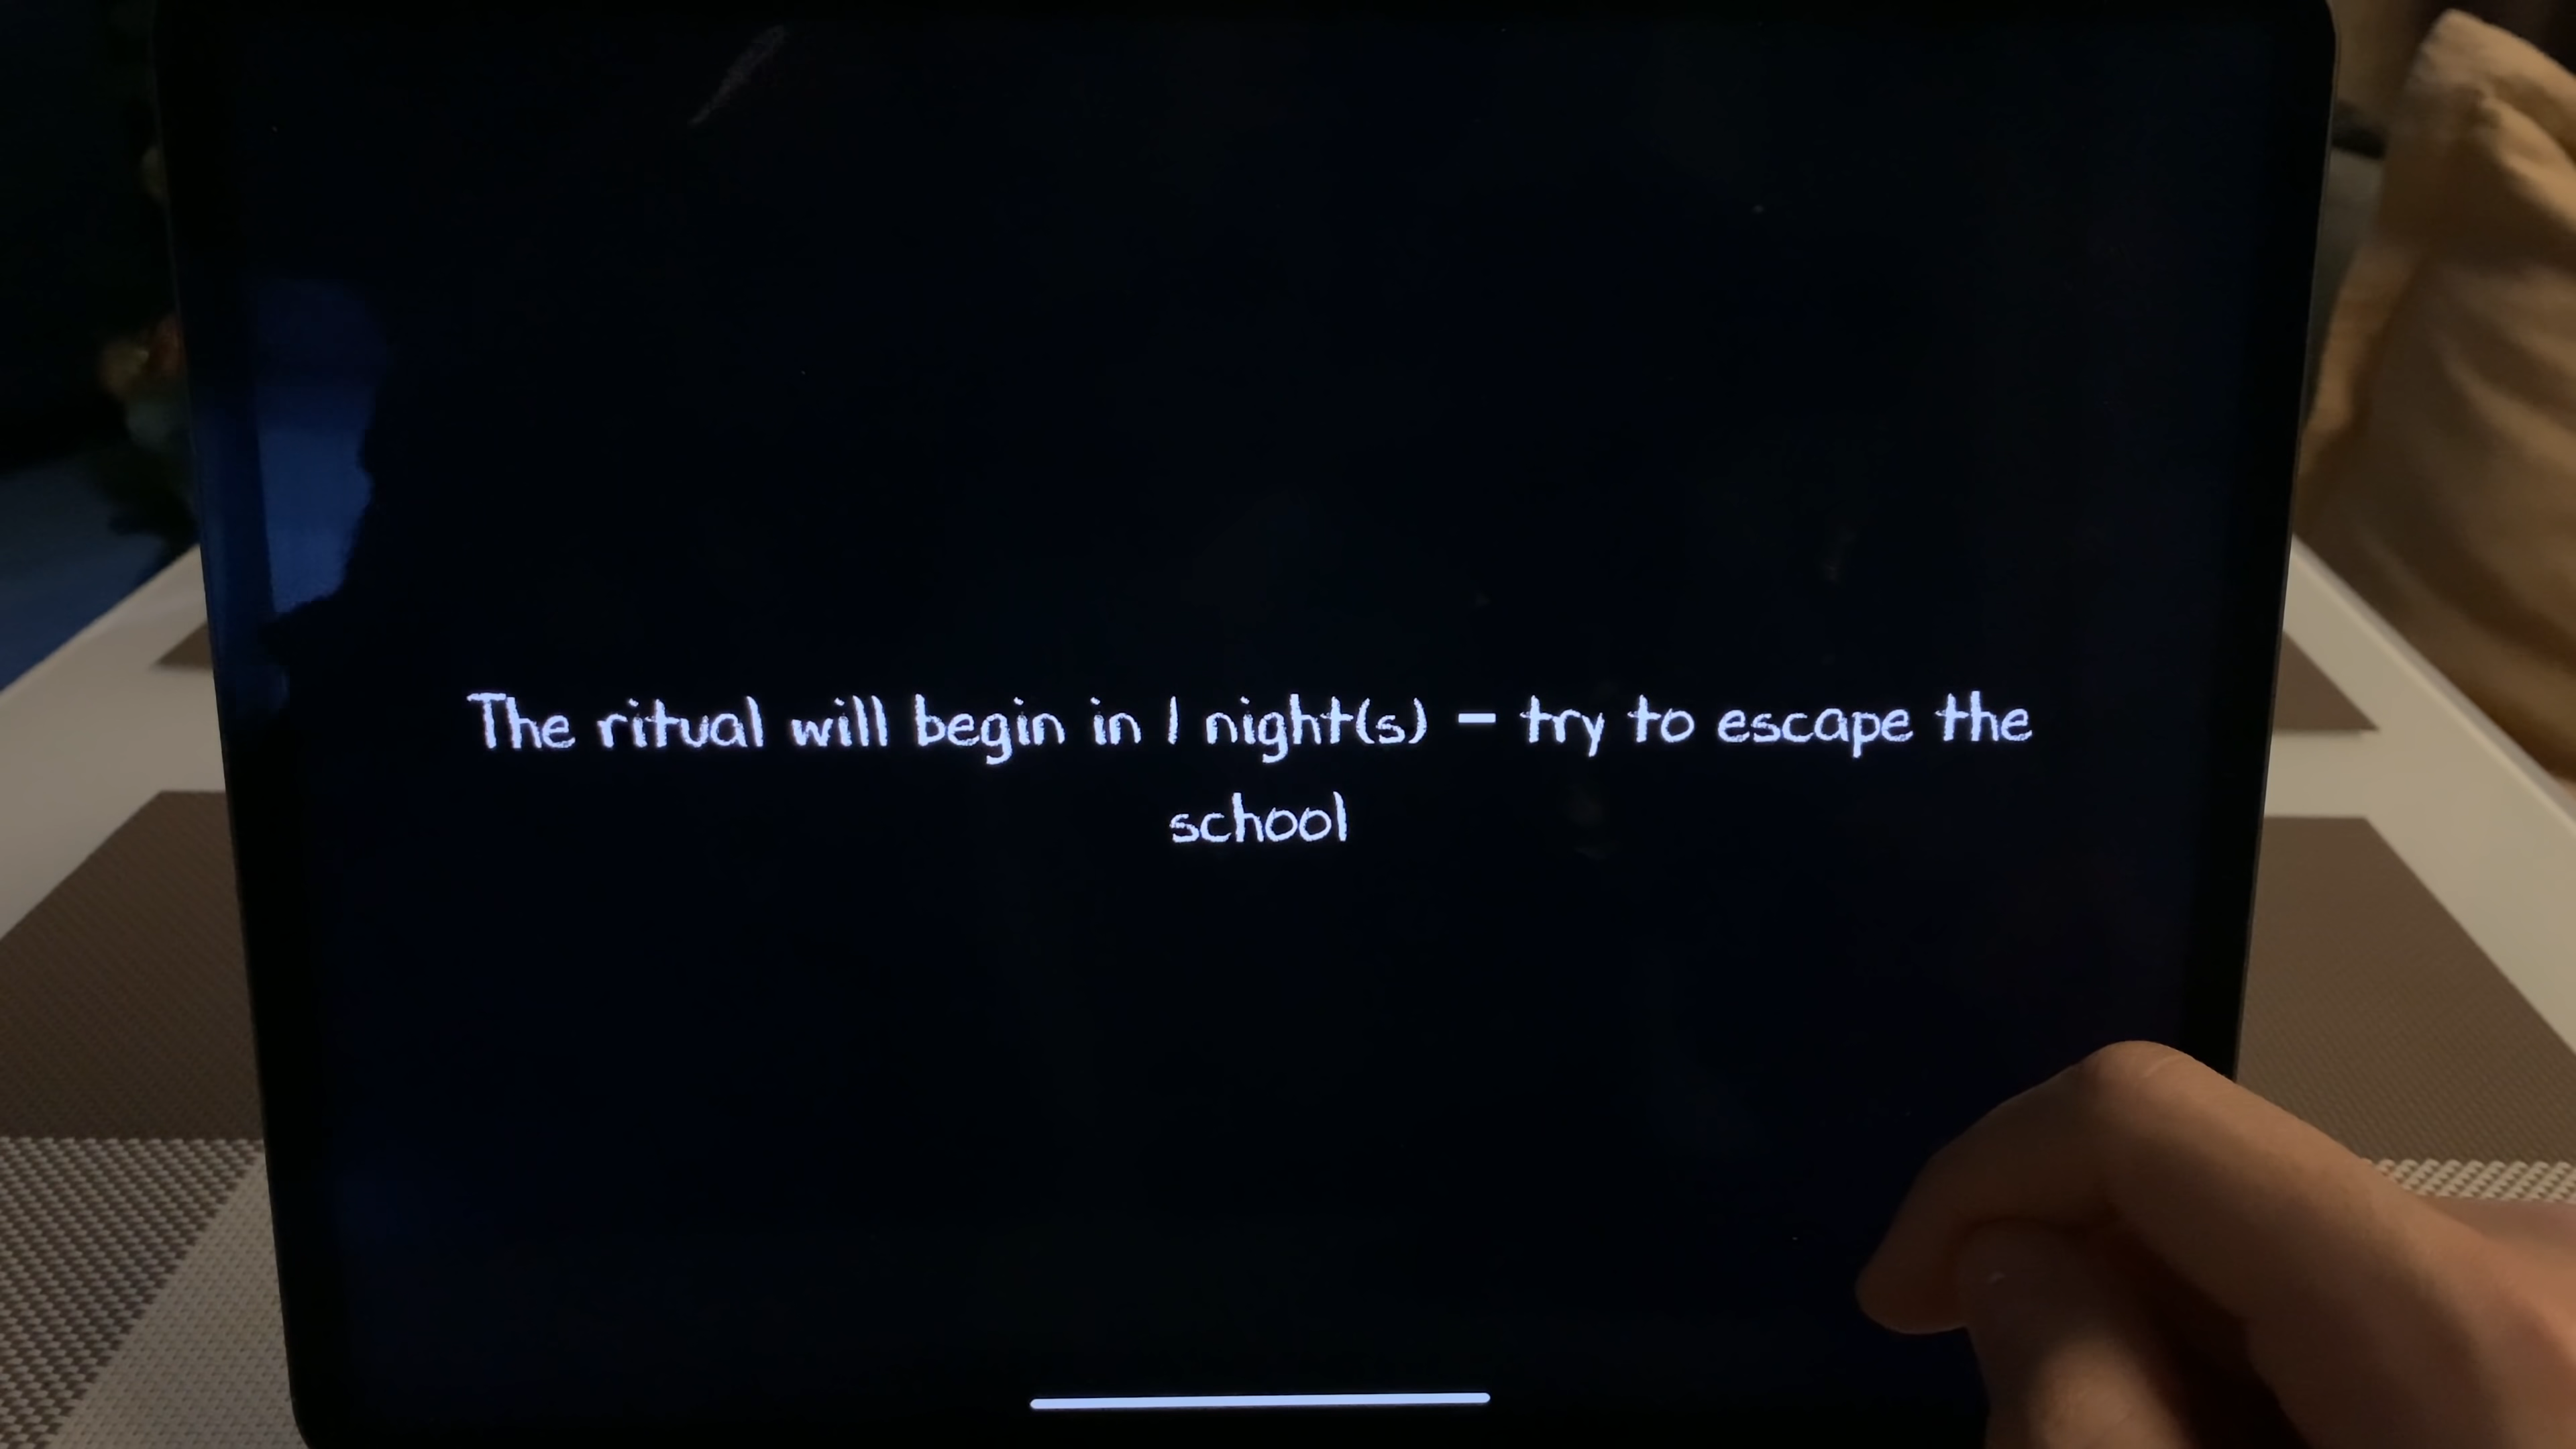 The ritual will begin in 1 night(s) - try to escape the
school